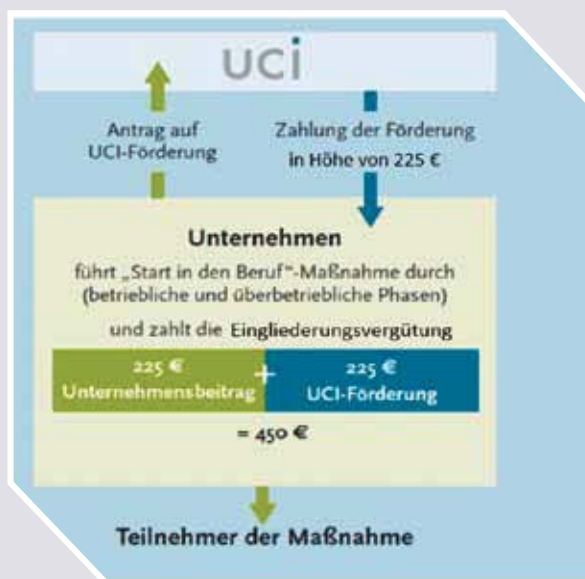 uci
Antrag auf
UCI-Förderung
Zahlung der Förderung
in Höhe von 225 €
Unternehmen
führt „Start in den Beruf“-Maßnahme durch
(betriebliche und überbetriebliche Phasen)
und zahlt die Eingliederungsvergütung
225 €
Unternehmensbeitrag
+
225 €
UCI-Förderung
= 450 €
Teilnehmer der Maßnahme